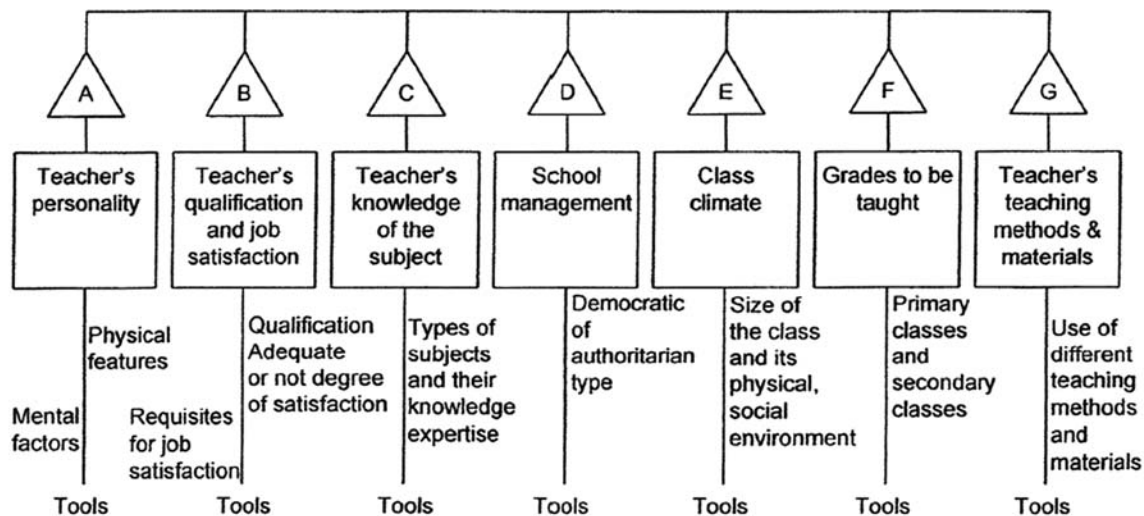 A
B
C
D
E
F
G
Teacher's
personality
Teacher's
qualification
and job
satisfaction
Teacher's
knowledge
of the
subject
School
management
Class
climate
Grades to be
taught
Teacher's
teaching
methods &
materials
Physical
features
Mental
factors
Qualification
Adequate
or not degree
of satisfaction
Requisites
for job
satisfaction
Types of
subjects
and their
knowledge
expertise
Democratic
of
authoritarian
type
Size of
the class
and its
physical,
social
environment
Primary
classes
and
secondary
classes
Use of
different
teaching
methods
and
materials
Tools
Tools
Tools
Tools
Tools
Tools
Tools